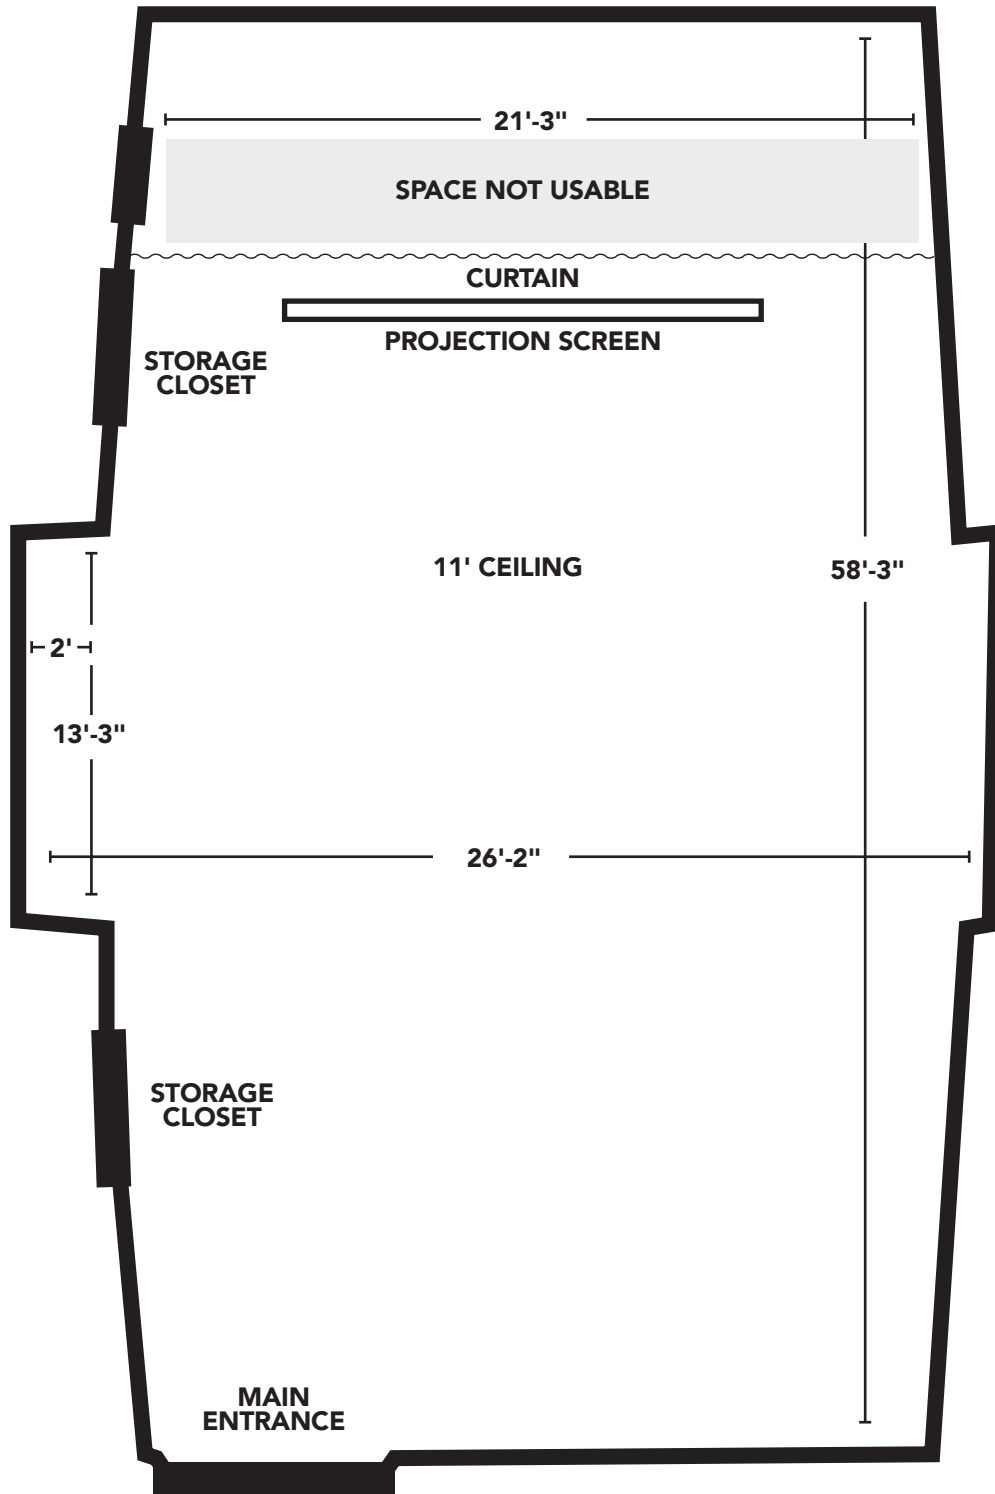 21'-3"
SPACE NOT USABLE
CURTAIN
PROJECTION SCREEN
STORAGE
CLOSET
11' CEILING
58'-3"
2'
13'-3"
26'-2"
STORAGE
CLOSET
MAIN
ENTRANCE